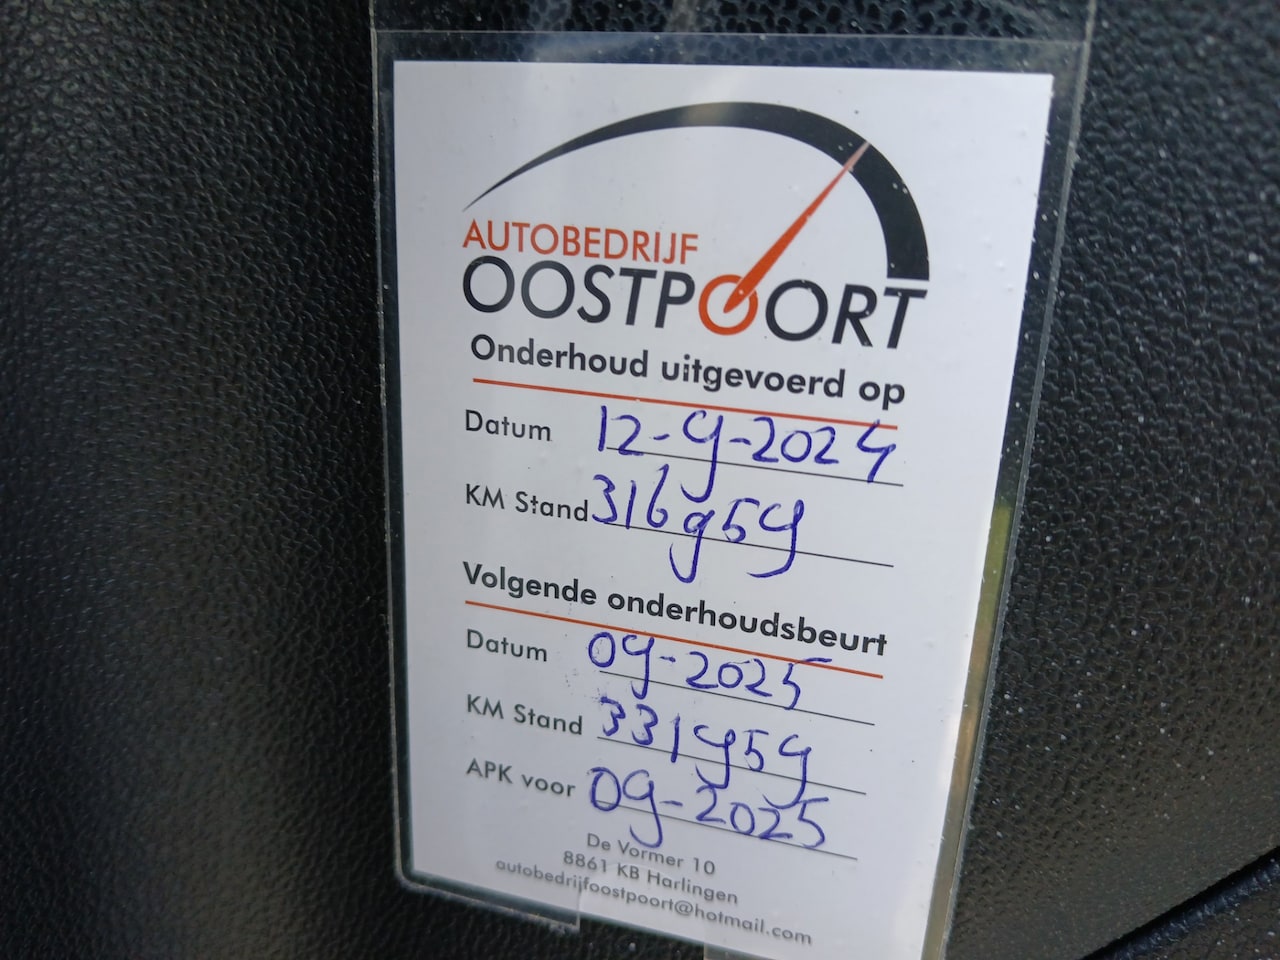 AUTOBEDRIJF
OOSTPOORT
Onderhoud uitgevoerd op
Datum 12-9-2024
KM Stand 316959
Volgende onderhoudsbeurt
Datum 09-2025
KM Stand 331959
APK voor 09-2025
De Vormer 10
8861 KB Harlingen
autobedrijfoostpoort@hotmail.com